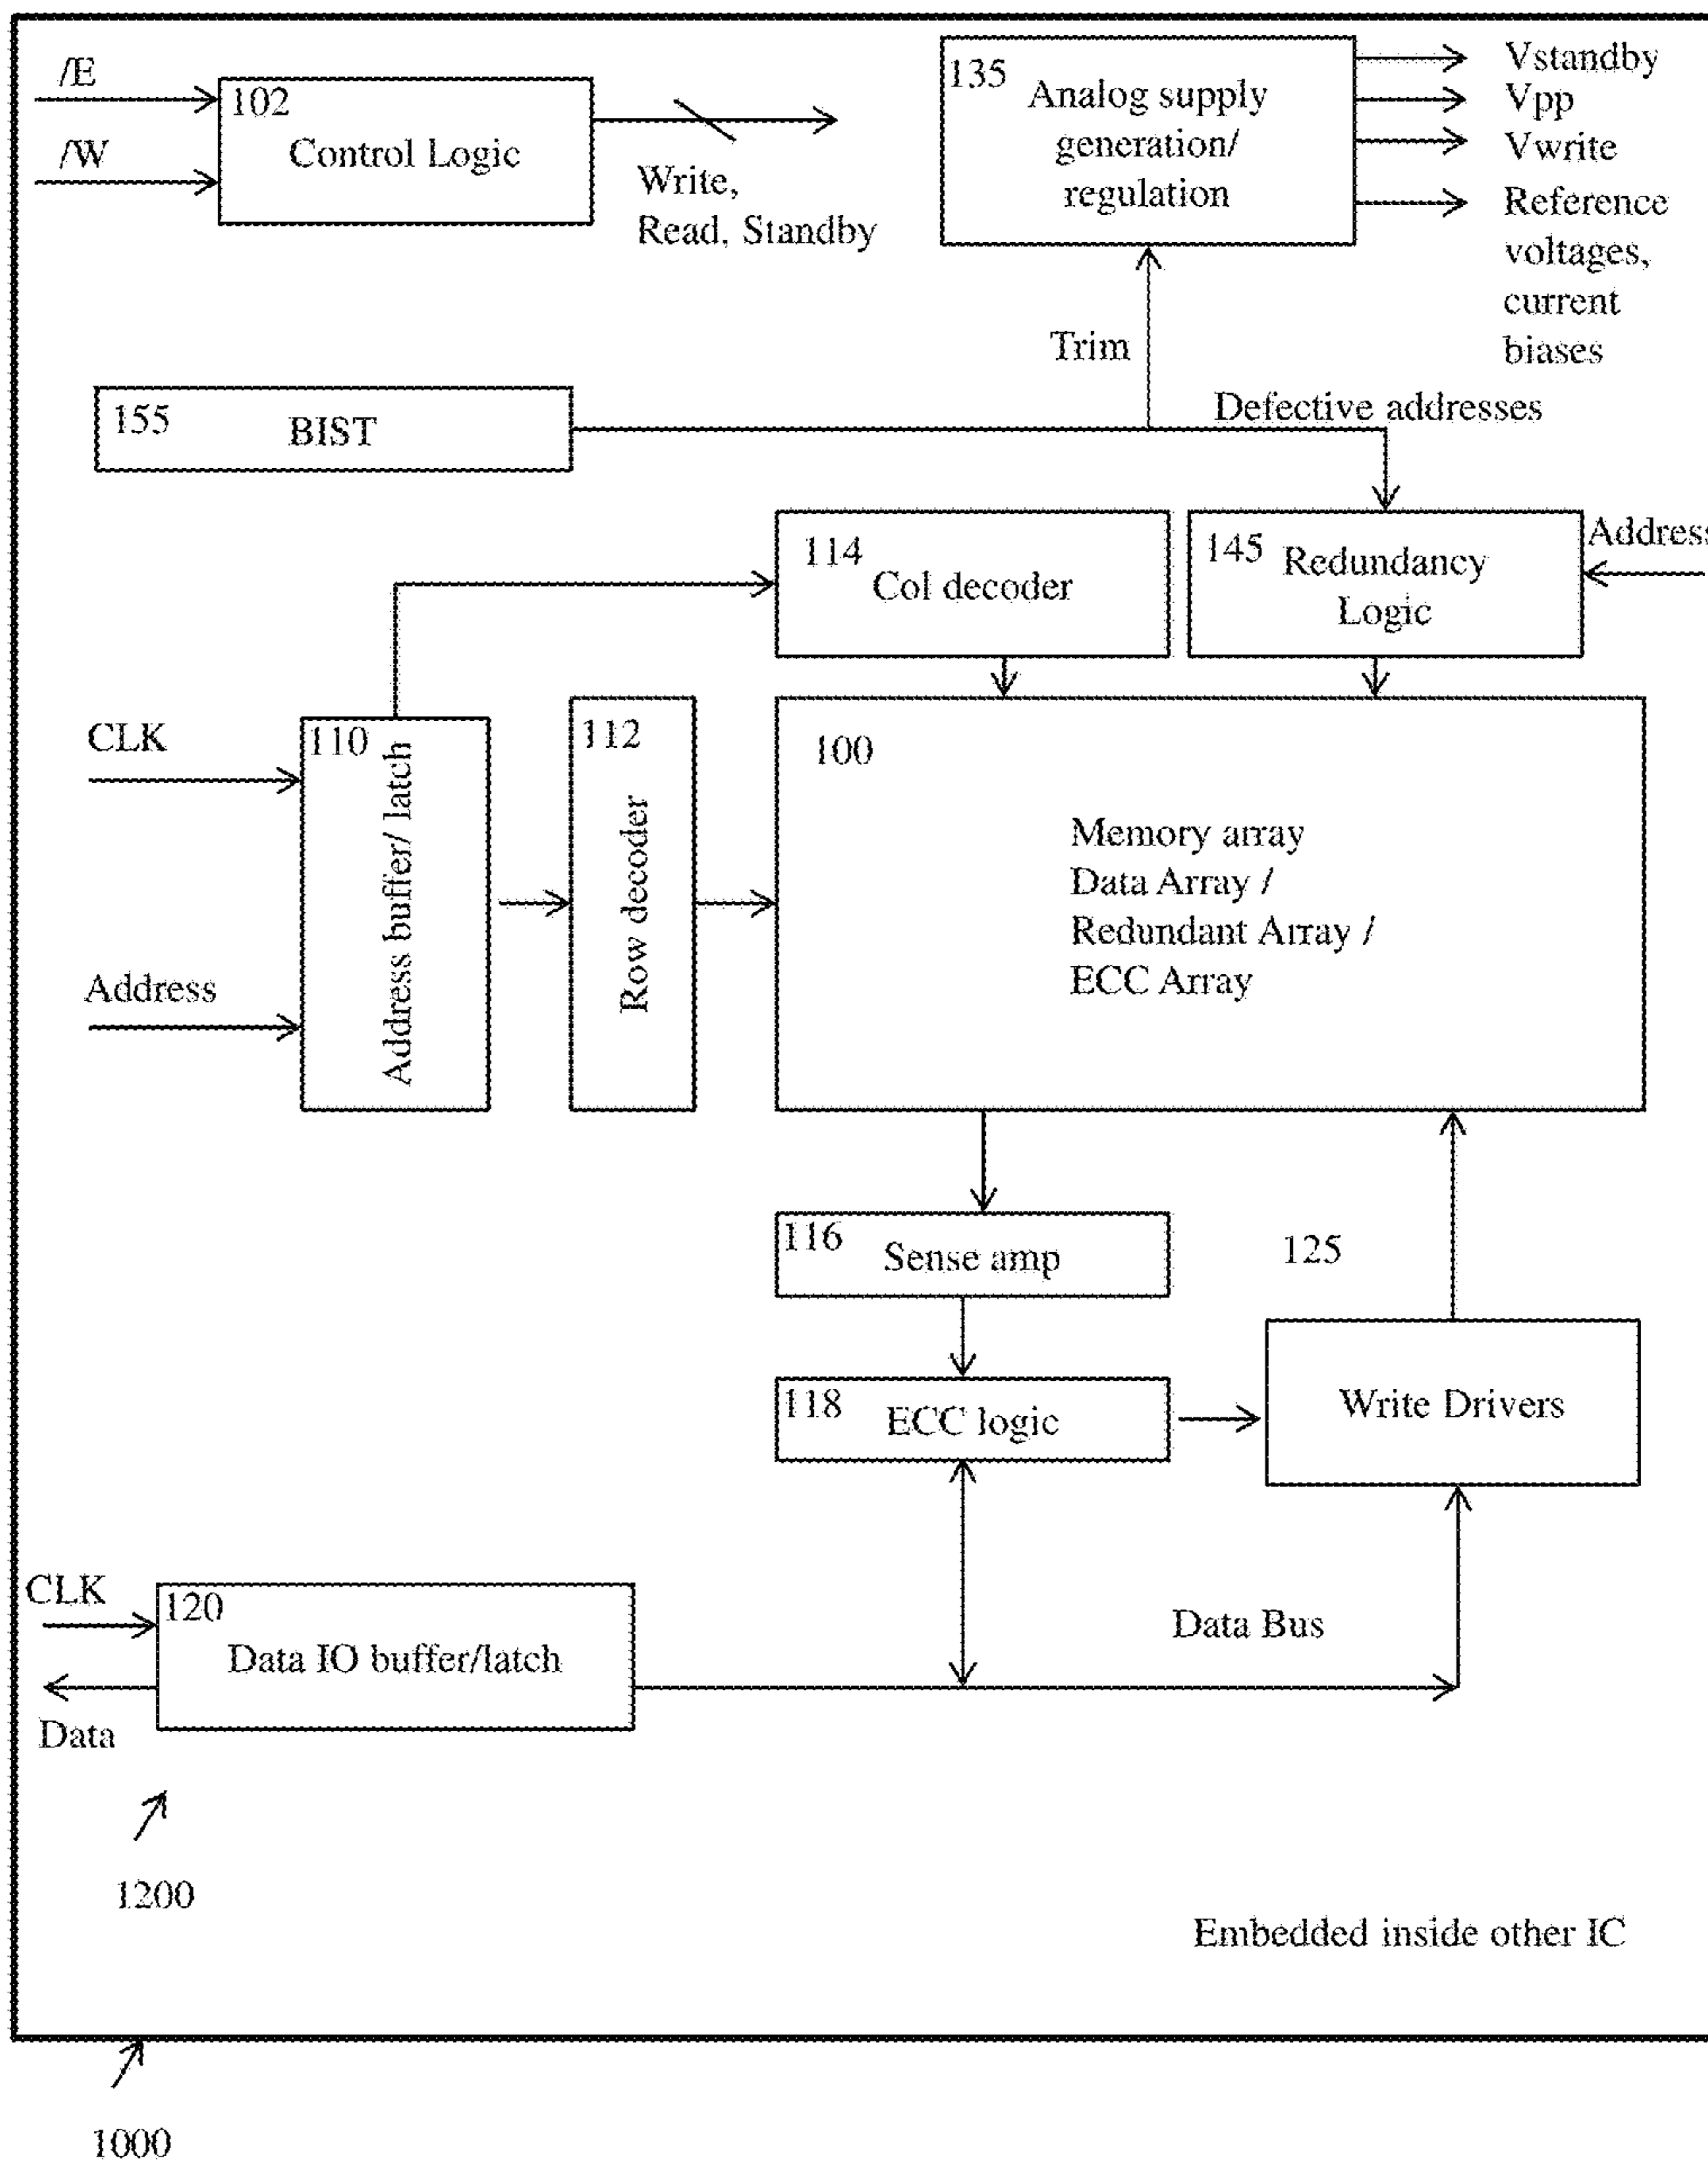 /E
/W
102
Control Logic
Write,
Read, Standby
135
Analog supply
generation/
regulation
Vstandby
Vpp
Vwrite
Reference
voltages,
current
biases
Trim
Defective addresses
155
BIST
114
Col decoder
145
Redundancy
Logic
Address
CLK
Address
110
Address buffer/ latch
112
Row decoder
100
Memory array
Data Array /
Redundant Array /
ECC Array
116
Sense amp
125
118
ECC logic
Write Drivers
CLK
120
Data IO buffer/latch
Data
Data Bus
1200
Embedded inside other IC
1000